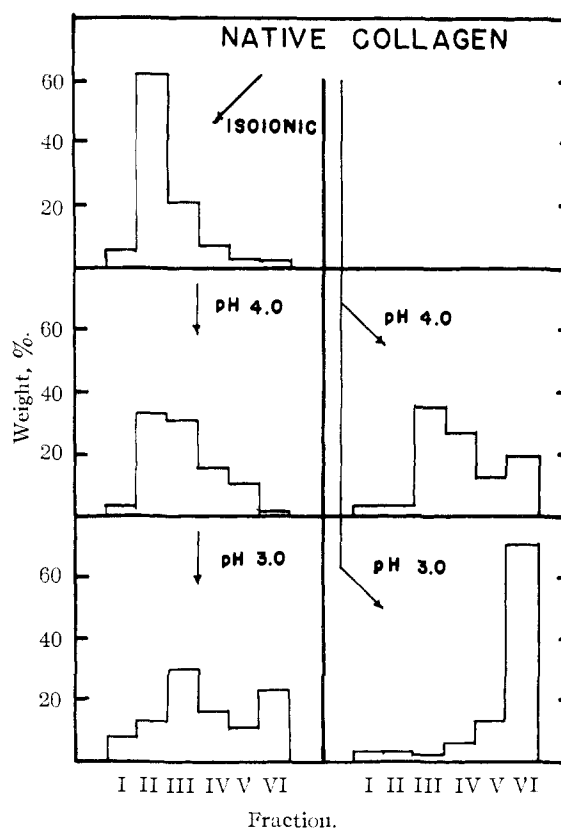 NATIVE COLLAGEN
60
40
20
ISOIONIC
60
40
20
pH 4.0
pH 4.0
60
40
20
pH 3.0
pH 3.0
Weight, %.
I II III IV V' VI
I II III IV V VI
Fraction.